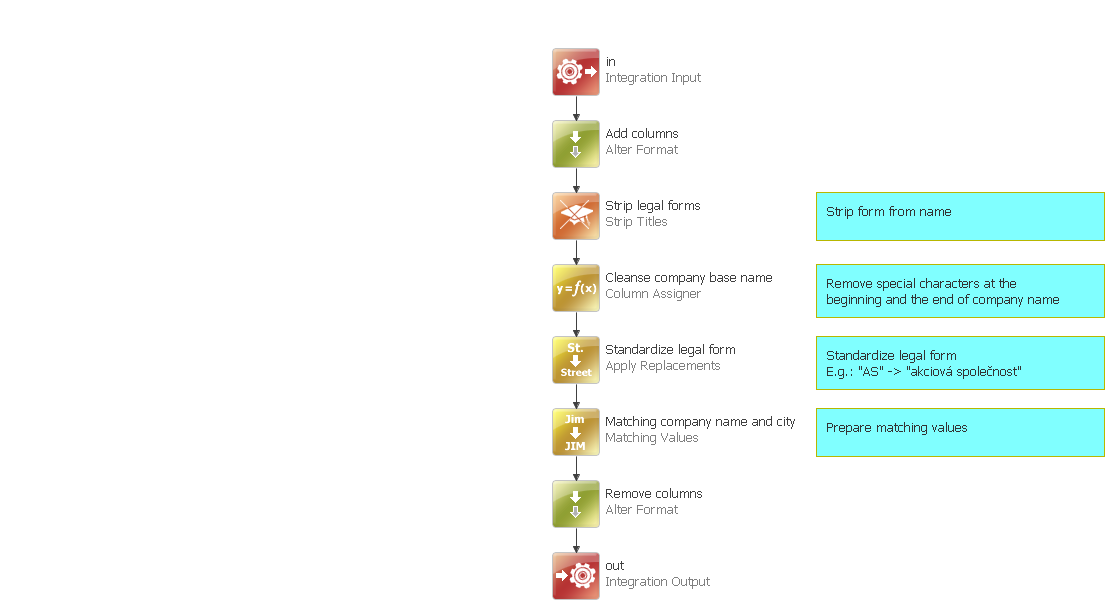 in
Integration Input
Add columns
Alter Format
Strip legal forms
Strip Titles
Strip form from name
y=f(x)
Cleanse company base name
Column Assigner
Remove special characters at the
beginning and the end of company name
St.
Street
Standardize legal form
Apply Replacements
Standardize legal form
E.g.: "AS" -> "akciová společnost"
Jim
JIM
Matching company name and city
Matching Values
Prepare matching values
Remove columns
Alter Format
out
Integration Output